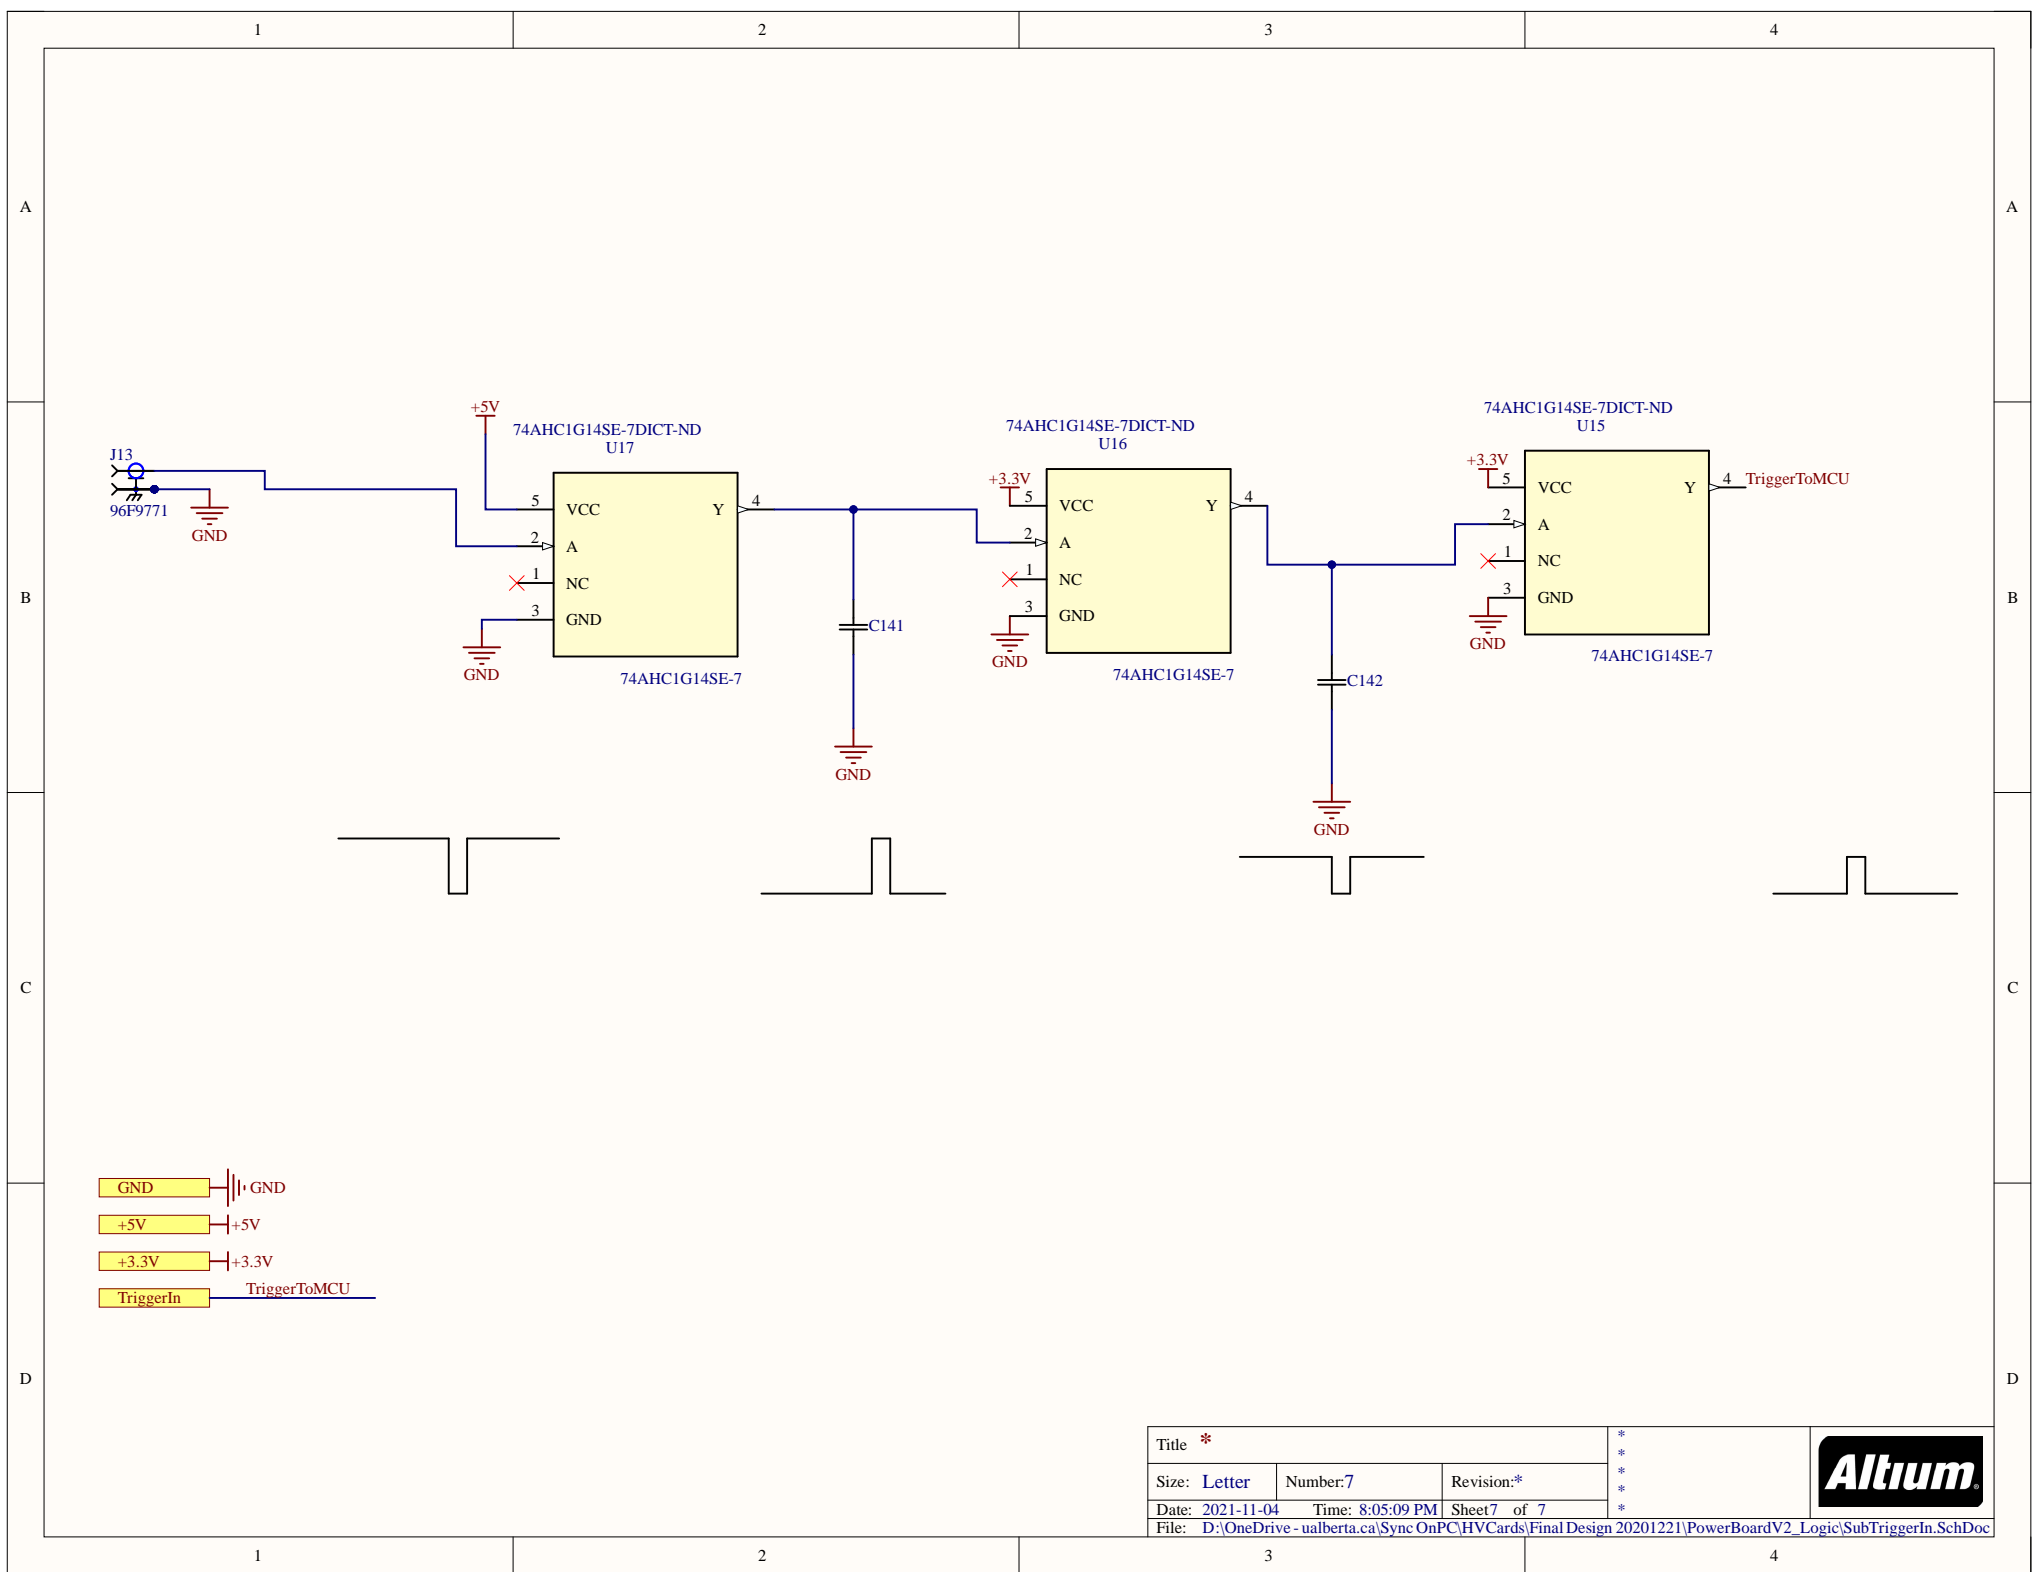 1 2 3 4
A A
+5V
74AHC1G14SE-7DICT-ND
U17
74AHC1G14SE-7DICT-ND
U16
74AHC1G14SE-7DICT-ND
U15
J13
96F9771
GND
5 VCC Y 4
2 A
1 NC
3 GND
GND
74AHC1G14SE-7
C141
GND
+3.3V
5 VCC Y 4
2 A
1 NC
3 GND
GND
74AHC1G14SE-7
C142
GND
+3.3V
5 VCC Y 4 TriggerToMCU
2 A
1 NC
3 GND
GND
74AHC1G14SE-7
B B
C C
GND GND
+5V +5V
+3.3V +3.3V
TriggerIn TriggerToMCU
D D
Title *
Size: Letter Number:7 Revision:*
Date: 2021-11-04 Time: 8:05:09 PM Sheet7 of 7
File: D:\OneDrive - ualberta.ca\Sync OnPC\HVCards\Final Design 20201221\PowerBoardV2_Logic\SubTriggerIn.SchDoc
*
*
*
*
*
Altium
1 2 3 4